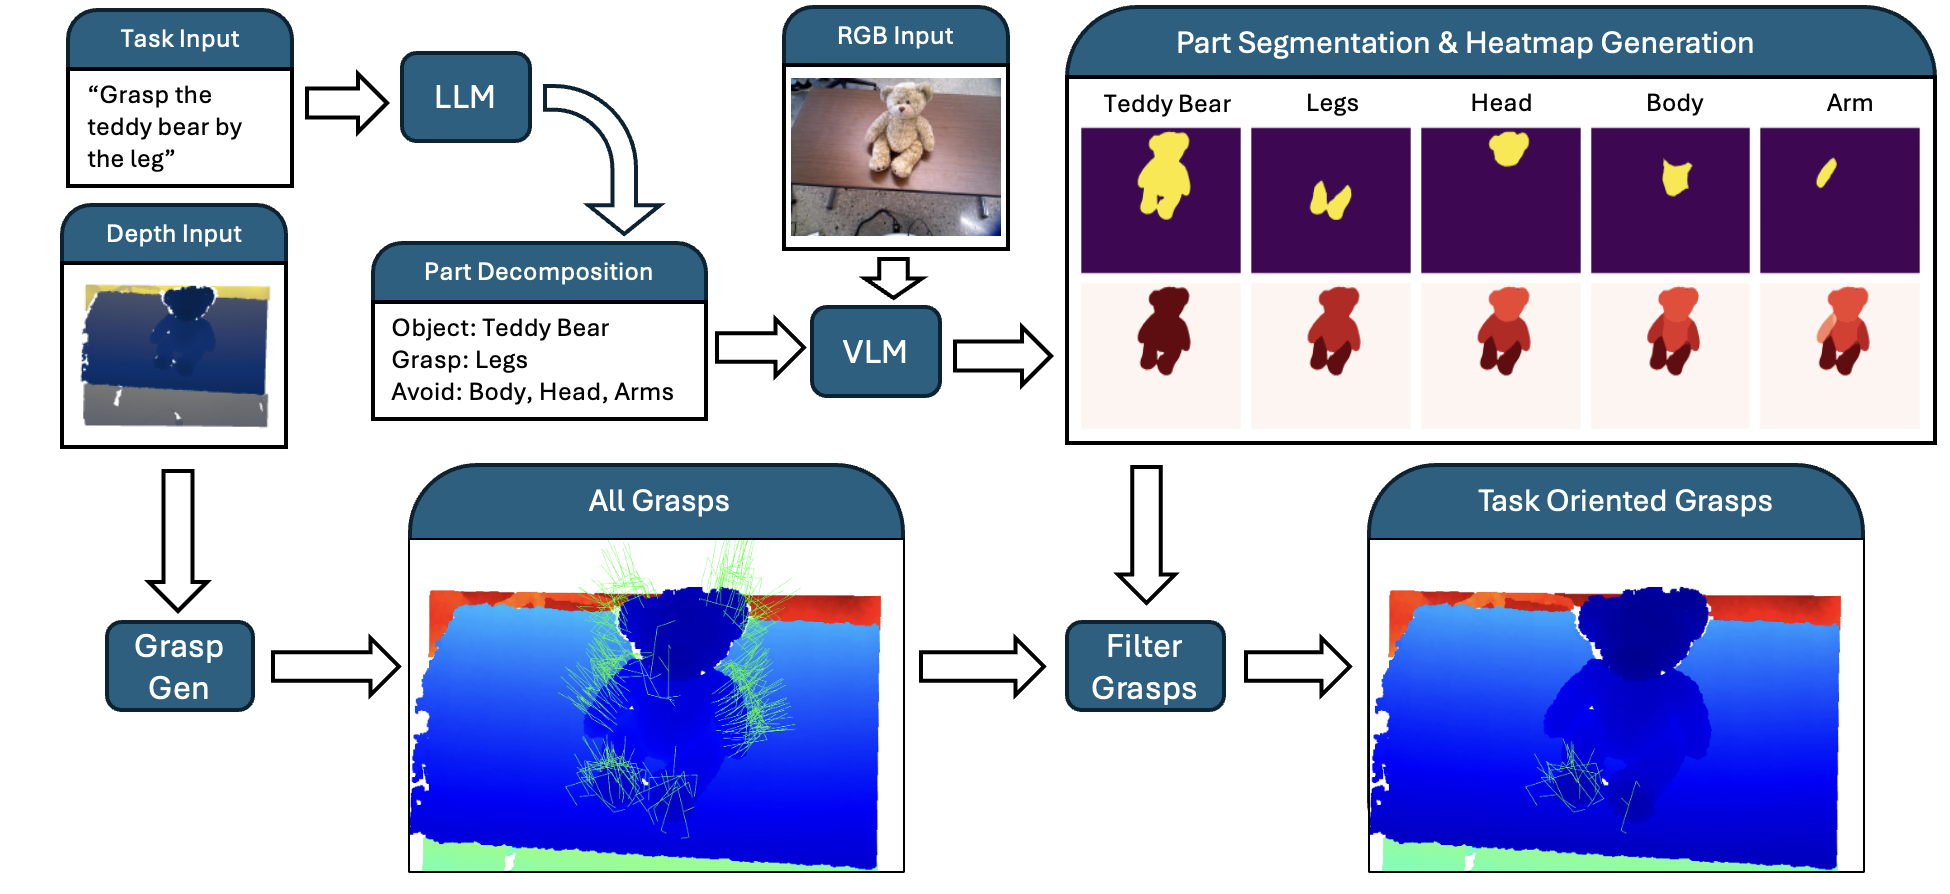 Task Input
“Grasp the
teddy bear by
the leg”
LLM
RGB Input
Part Segmentation & Heatmap Generation
Teddy Bear
Legs
Head
Body
Arm
Depth Input
Part Decomposition
Object: Teddy Bear
Grasp: Legs
Avoid: Body, Head, Arms
VLM
Grasp
Gen
All Grasps
Filter
Grasps
Task Oriented Grasps